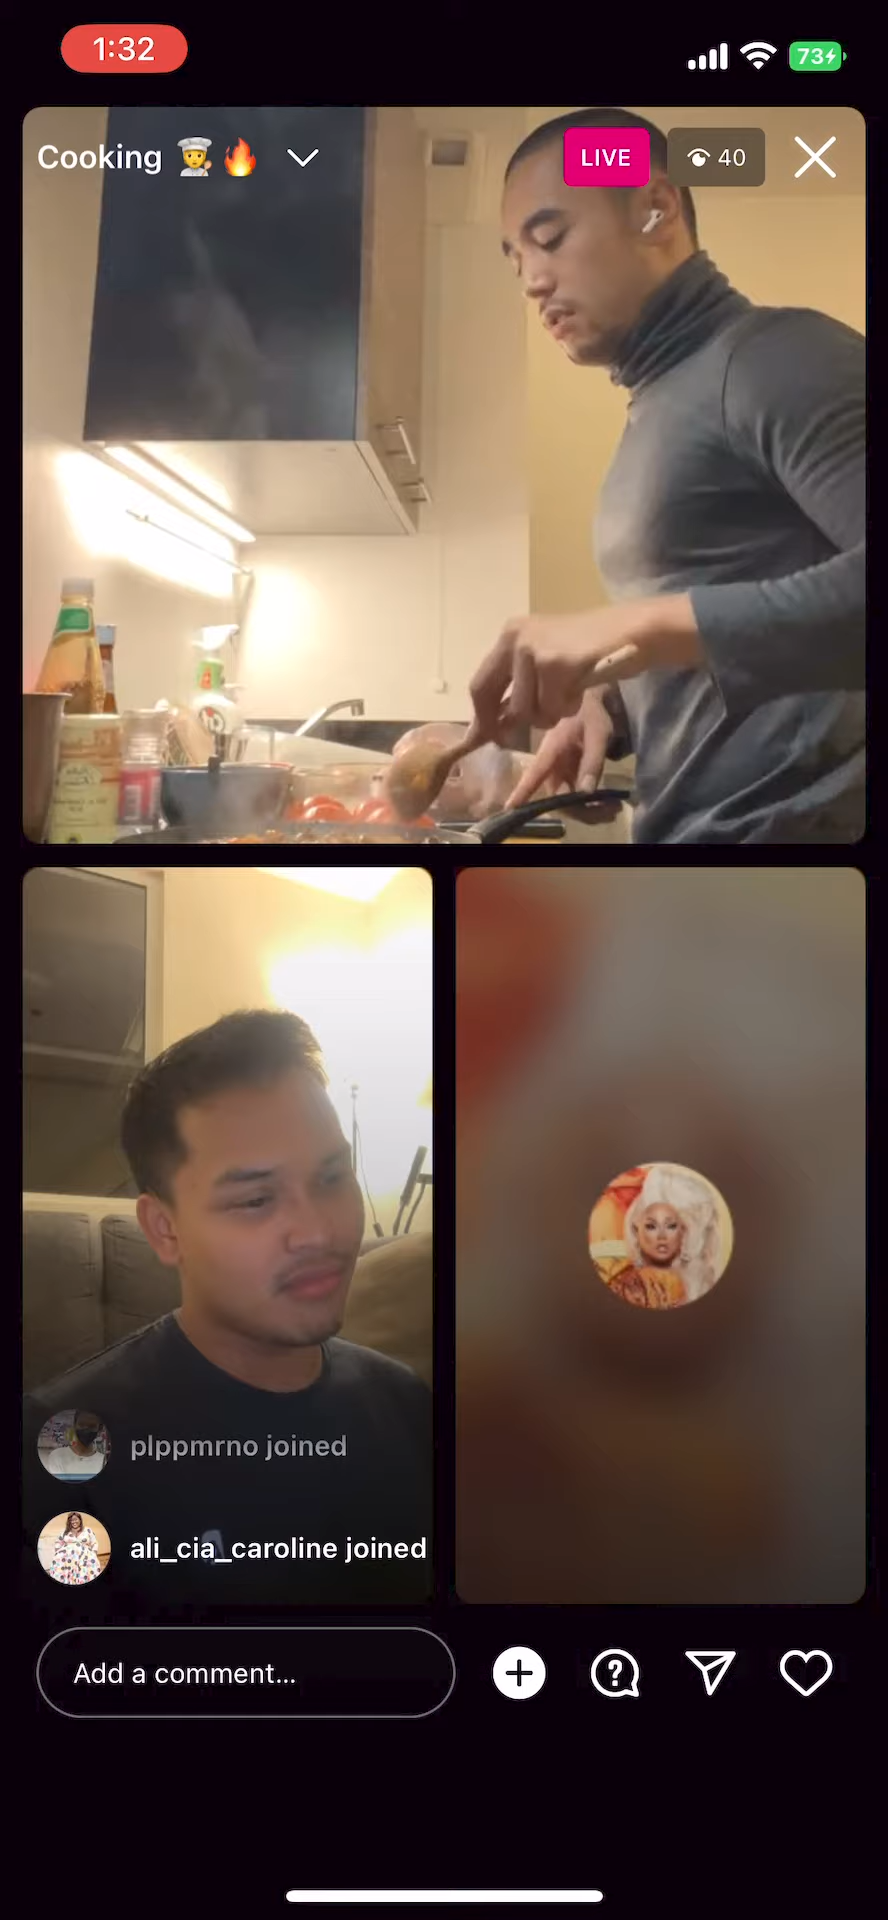 1:32
73
Cooking 👩‍🍳🔥
LIVE
40
plppmrno joined
ali_cia_caroline joined
Add a comment...